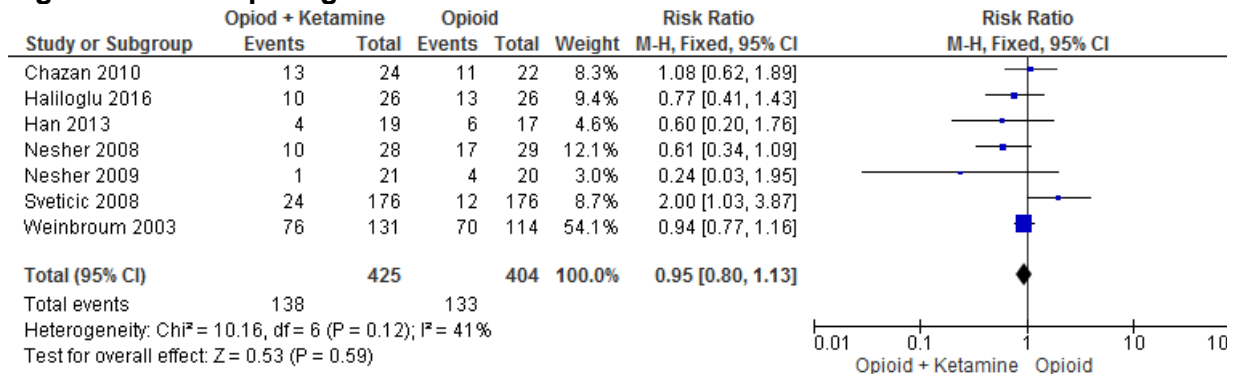 Opiod + Ketamine Opioid Risk Ratio Risk Ratio
Study or Subgroup Events Total Events Total Weight M-H, Fixed, 95% CI M-H, Fixed, 95% CI
Chazan 2010 13 24 11 22 8.3% 1.08 [0.62, 1.89]
Haliloglu 2016 10 26 13 26 9.4% 0.77 [0.41, 1.43]
Han 2013 4 19 6 17 4.6% 0.60 [0.20, 1.76]
Nesher 2008 10 28 17 29 12.1% 0.61 [0.34, 1.09]
Nesher 2009 1 21 4 20 3.0% 0.24 [0.03, 1.95]
Sveticic 2008 24 176 12 176 8.7% 2.00 [1.03, 3.87]
Weinbroum 2003 76 131 70 114 54.1% 0.94 [0.77, 1.16]
Total (95% CI) 425 404 100.0% 0.95 [0.80, 1.13]
Total events 138 133
Heterogeneity: Chi² = 10.16, df = 6 (P = 0.12); I² = 41%
Test for overall effect: Z = 0.53 (P = 0.59)
0.01 0.1 1 10 10
Opioid + Ketamine Opioid